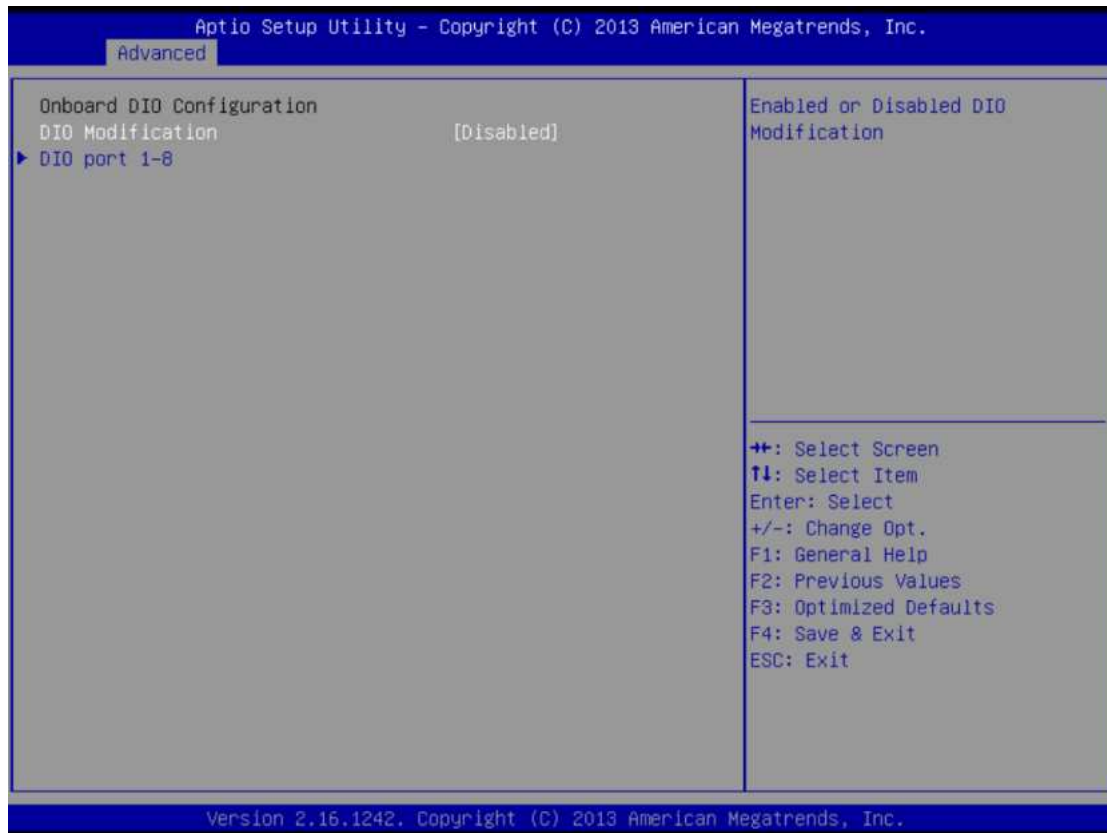 Aptio Setup Utility – Copyright (C) 2013 American Megatrends, Inc.
Advanced
Onboard DIO Configuration
DIO Modification [Disabled]
▶ DIO port 1-8
Enabled or Disabled DIO
Modification
→←: Select Screen
↑↓: Select Item
Enter: Select
+/-: Change Opt.
F1: General Help
F2: Previous Values
F3: Optimized Defaults
F4: Save & Exit
ESC: Exit
Version 2.16.1242. Copyright (C) 2013 American Megatrends, Inc.